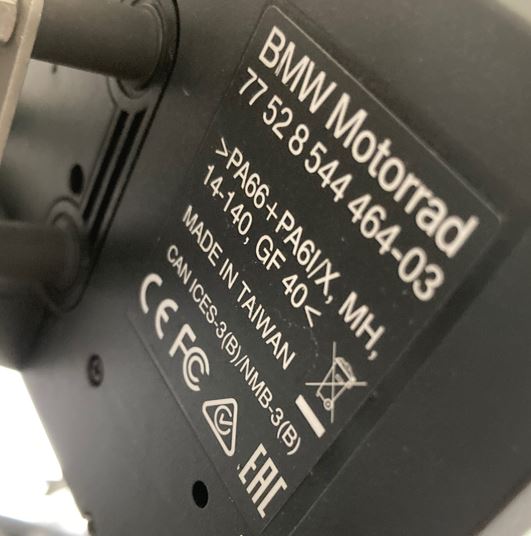 BMW Motorrad
77 52 8 544 464-03
>PA66+PA6I/X, MH,
14-140, GF 40<
MADE IN TAIWAN
CAN ICES-3(B)/NMB-3(B)
CE FC EAC